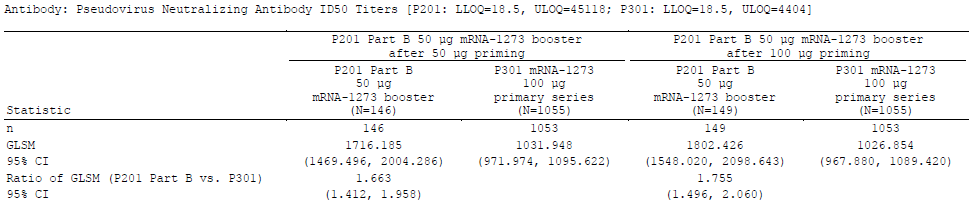 Antibody: Pseudovirus Neutralizing Antibody ID50 Titers [P201: LLOQ=18.5, ULOQ=45118; P301: LLOQ=18.5, ULOQ=4404]
P201 Part B 50 µg mRNA-1273 booster P201 Part B 50 µg mRNA-1273 booster
after 50 µg priming after 100 µg priming
P201 Part B P301 mRNA-1273 P201 Part B P301 mRNA-1273
50 µg 100 µg 50 µg 100 µg
mRNA-1273 booster primary series mRNA-1273 booster primary series
Statistic (N=146) (N=1055) (N=149) (N=1055)
n 146 1053 149 1053
GLSM 1716.185 1031.948 1802.426 1026.854
95% CI (1469.496, 2004.286) (971.974, 1095.622) (1548.020, 2098.643) (967.880, 1089.420)
Ratio of GLSM (P201 Part B vs. P301) 1.663 1.755
95% CI (1.412, 1.958) (1.496, 2.060)